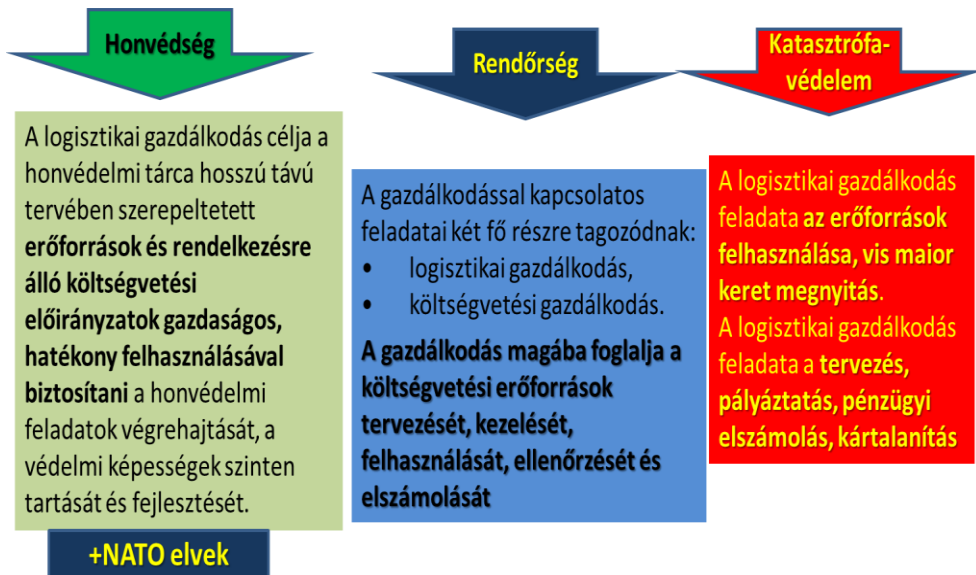 Honvédség
A logisztikai gazdálkodás célja a
honvédelmi tárca hosszú távú
tervében szerepeltetett
erőforrások és rendelkezésre
álló költségvetési
előirányzatok gazdaságos,
hatékony felhasználásával
biztosítani a honvédelmi
feladatok végrehajtását, a
védelmi képességek szinten
tartását és fejlesztését.
+NATO elvek
Rendőrség
A gazdálkodással kapcsolatos
feladatai két fő részre tagozódnak:
• logisztikai gazdálkodás,
• költségvetési gazdálkodás.
A gazdálkodás magába foglalja a
költségvetési erőforrások
tervezését, kezelését,
felhasználását, ellenőrzését és
elszámolását
Katasztrófa-
védelem
A logisztikai gazdálkodás
feladata az erőforrások
felhasználása, vis maior
keret megnyitás.
A logisztikai gazdálkodás
feladata a tervezés,
pályáztatás, pénzügyi
elszámolás, kártalanítás